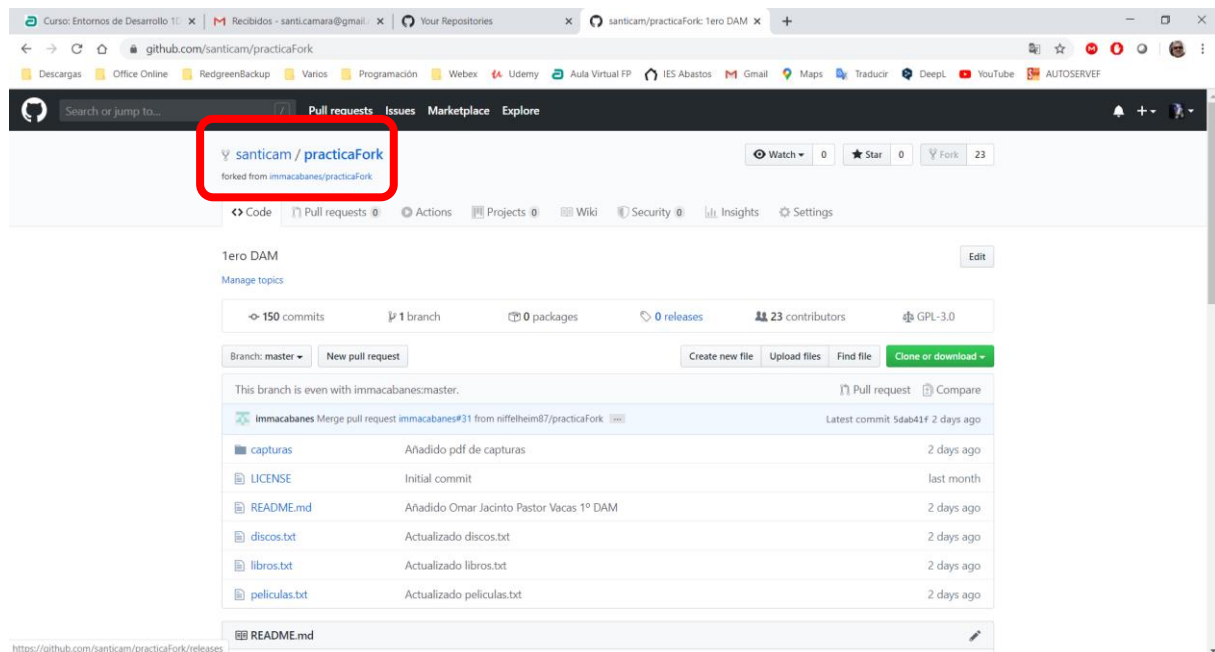 Curso: Entornos de Desarrollo 1D
Recibidos - santi.camara@gmail.
Your Repositories
santicam/practicaFork: 1ero DAM
github.com/santicam/practicaFork
Descargas Office Online RedgreenBackup Varios Programación Webex Udemy Aula Virtual FP IES Abastos Gmail Maps Traducir DeepL YouTube AUTOSERVEF
Search or jump to... / Pull requests Issues Marketplace Explore
santicam / practicaFork
Watch 0 Star 0 Fork 23
forked from immacabanes/practicaFork
Code Pull requests 0 Actions Projects 0 Wiki Security 0 Insights Settings
1ero DAM Edit
Manage topics
150 commits 1 branch 0 packages 0 releases 23 contributors GPL-3.0
Branch: master New pull request Create new file Upload files Find file Clone or download
This branch is even with immacabanes:master. Pull request Compare
immacabanes Merge pull request immacabanes#31 from niffelheim87/practicaFork ... Latest commit 5dab41f 2 days ago
capturas Añadido pdf de capturas 2 days ago
LICENSE Initial commit last month
README.md Añadido Omar Jacinto Pastor Vacas 1º DAM 2 days ago
discos.txt Actualizado discos.txt 2 days ago
libros.txt Actualizado libros.txt 2 days ago
peliculas.txt Actualizado peliculas.txt 2 days ago
README.md
https://github.com/santicam/practicaFork/releases